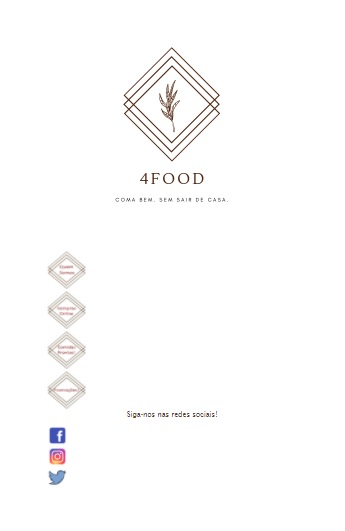 4FOOD
COMA BEM, SEM SAIR DE CASA.
Quem
Somos
Compras
Online
Comidas
Prontas
Promoções
Siga-nos nas redes sociais!